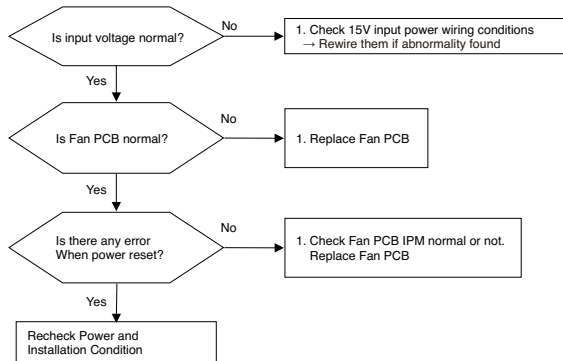 Is input voltage normal?
No
1. Check 15V input power wiring conditions
→ Rewire them if abnormality found
Yes
Is Fan PCB normal?
No
1. Replace Fan PCB
Yes
Is there any error
When power reset?
No
1. Check Fan PCB IPM normal or not.
Replace Fan PCB
Yes
Recheck Power and
Installation Condition